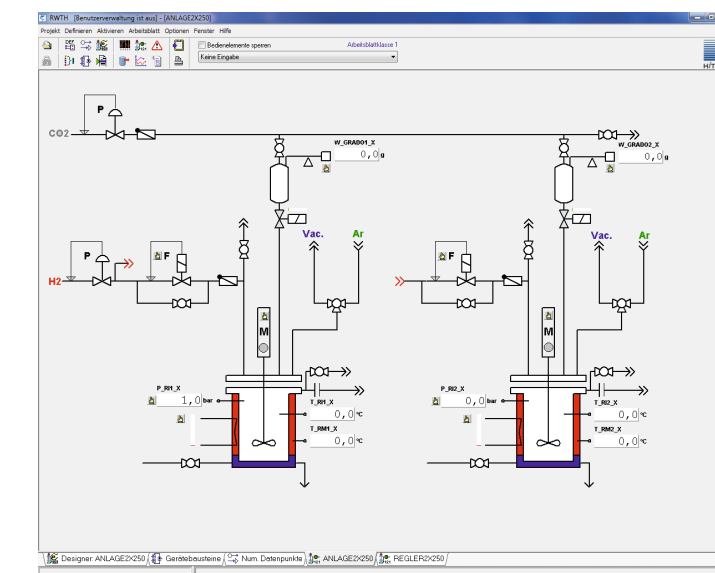 RWTH [Benutzerverwaltung ist aus] - [ANLAGE2X250]
Projekt Definieren Aktivieren Arbeitsblatt Optionen Fenster Hilfe
Bedienelemente sperren Arbeitsblattklasse 1
Keine Eingabe
H/T
P
CO2
W_GRADO1_X
0,0 g
W_GRADO2_X
0,0 g
Vac. Ar
Vac. Ar
P F
F
H2
M
M
P_RI1_X
1,0 bar
T_RI1_X
0,0 °C
T_RM1_X
0,0 °C
P_RI2_X
0,0 bar
T_RI2_X
0,0 °C
T_RM2_X
0,0 °C
Designer: ANLAGE2X250 Gerätebausteine Num. Datenpunkte ANLAGE2X250 REGLER2X250